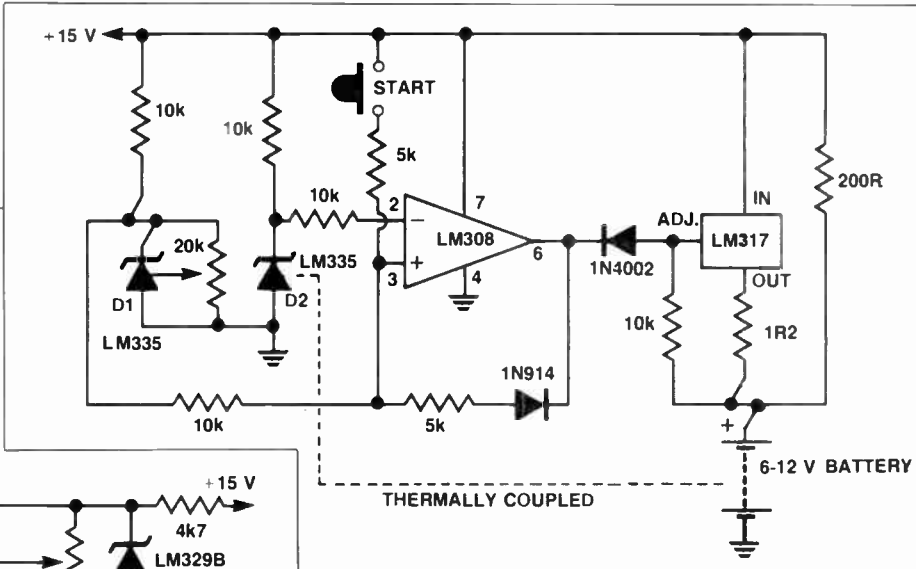 +15 V
START
10k
10k
5k
200R
10k
2
7
IN
ADJ.
−
LM308
LM317
20k
LM335
+
6
1N4002
3
4
OUT
D1
D2
10k
1R2
LM335
1N914
10k
5k
+
6-12 V BATTERY
THERMALLY COUPLED
+15 V
4k7
LM329B